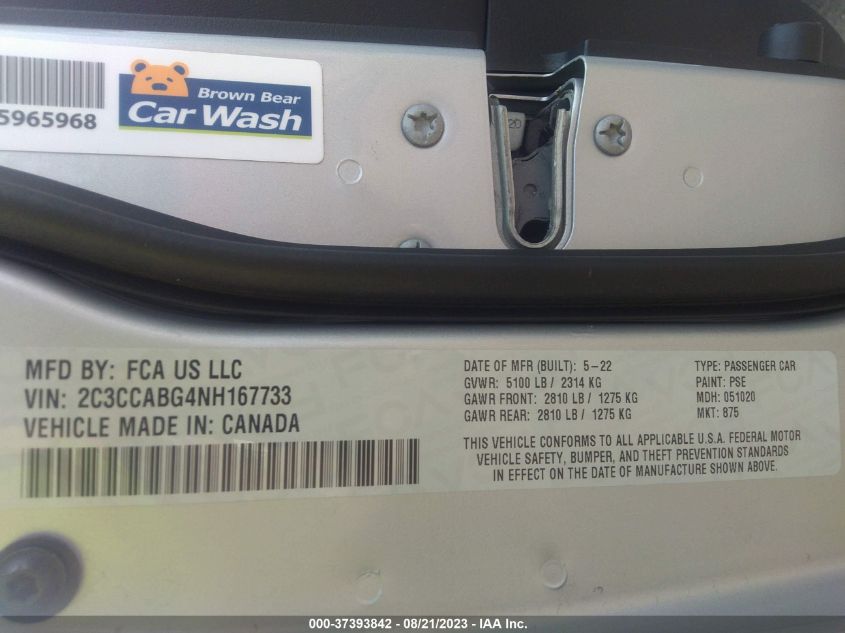 5965968
Brown Bear
Car Wash
20
MFD BY: FCA US LLC
VIN: 2C3CCABG4NH167733
VEHICLE MADE IN: CANADA
DATE OF MFR (BUILT): 5-22
GVWR: 5100 LB / 2314 KG
GAWR FRONT: 2810 LB / 1275 KG
GAWR REAR: 2810 LB / 1275 KG
TYPE: PASSENGER CAR
PAINT: PSE
MDH: 051020
MKT: 875
THIS VEHICLE CONFORMS TO ALL APPLICABLE U.S.A. FEDERAL MOTOR
VEHICLE SAFETY, BUMPER, AND THEFT PREVENTION STANDARDS
IN EFFECT ON THE DATE OF MANUFACTURE SHOWN ABOVE.
000-37393842 - 08/21/2023 - IAA Inc.